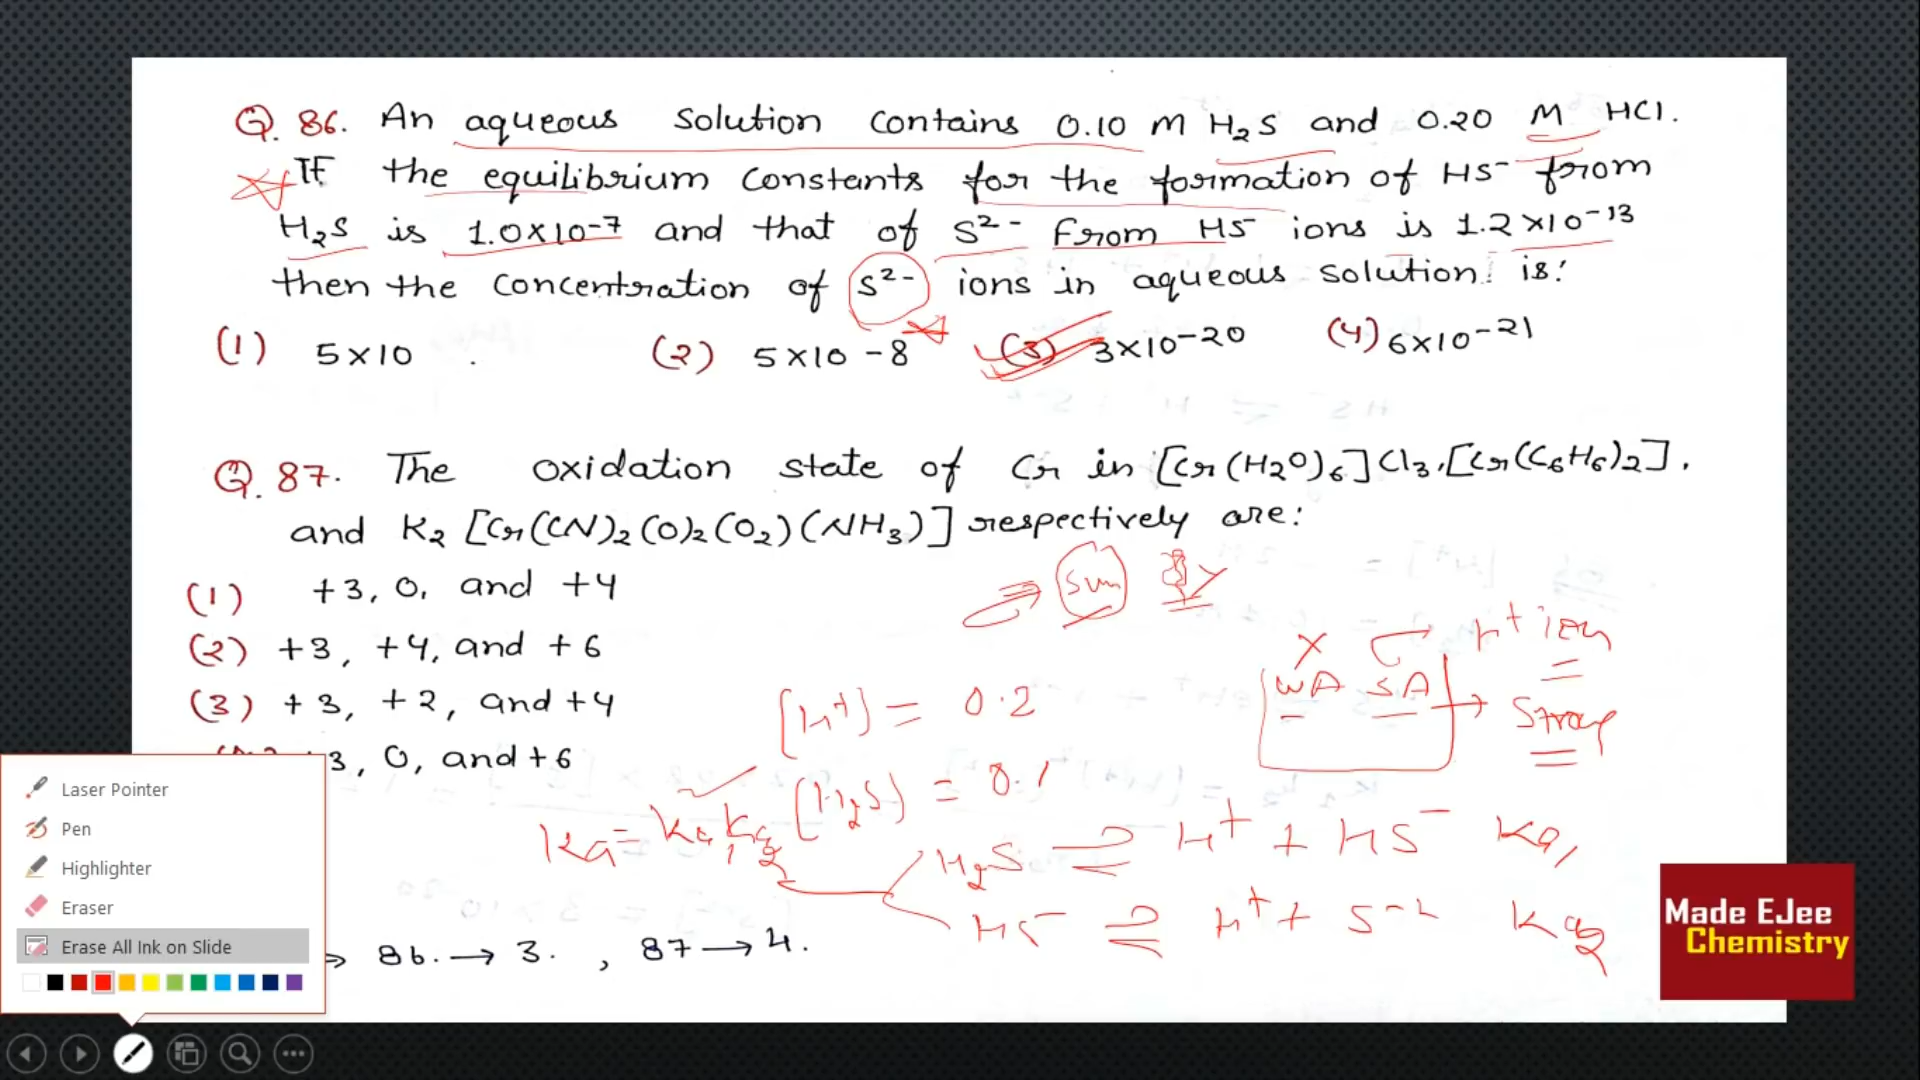 Q. 86. An aqueous solution contains 0.10 M H₂S and 0.20 M HCl.
If the equilibrium constants for the formation of HS⁻ from
H₂S is 1.0×10⁻⁷ and that of S²⁻ from HS⁻ ions is 1.2×10⁻¹³
then the concentration of S²⁻ ions in aqueous solution is:
(1) 5×10 (2) 5×10-8 (3) 3×10⁻²⁰ (4) 6×10⁻²¹
Q. 87. The oxidation state of Cr in [Cr(H₂O)₆]Cl₃,[Cr(C₆H₆)₂],
and K₂[Cr(CN)₂(O)₂(O₂)(NH₃)] respectively are:
(1) +3, 0, and +4
(2) +3, +4, and +6
(3) +3, +2, and +4
3, 0, and +6
Sum
H⁺ ion
X
WA SA → Strong
[H⁺] = 0.2
[H₂S] = 0.1
Ka = Ka₁ Ka₂
H₂S ⇌ H⁺ + HS⁻ Ka₁
HS⁻ ⇌ H⁺ + S⁻² Ka₂
→ 86. → 3. , 87 → 4.
Laser Pointer
Pen
Highlighter
Eraser
Erase All Ink on Slide
Made EJee
Chemistry